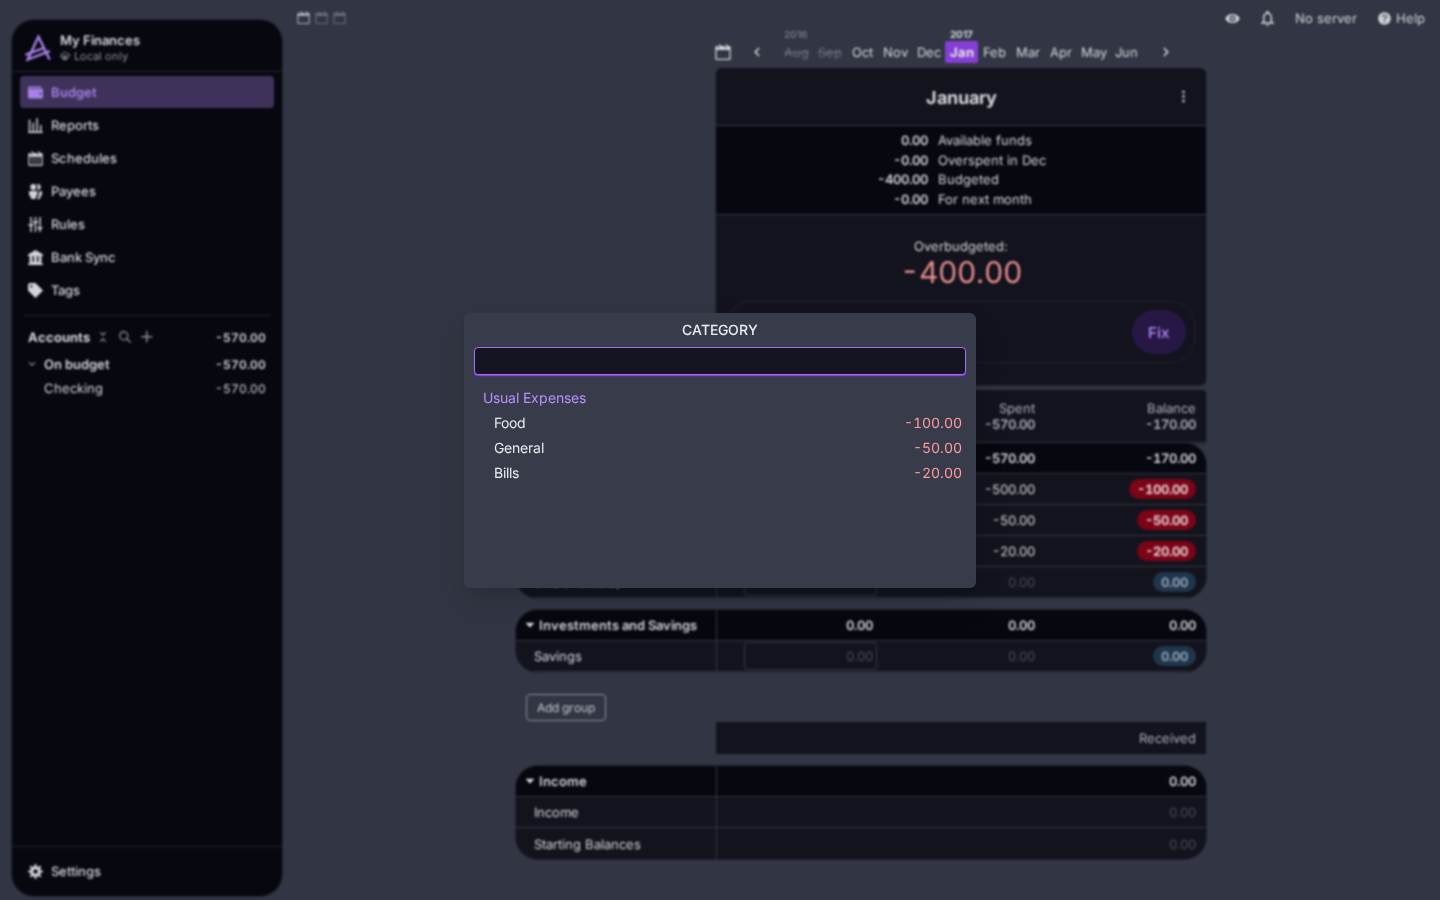 My Finances
Local only
Budget
Reports
Schedules
Payees
Rules
Bank Sync
Tags
Accounts -570.00
On budget -570.00
Checking -570.00
Settings
No server
Help
2016 2017
Aug Sep Oct Nov Dec Jan Feb Mar Apr May Jun
January
0.00 Available funds
-0.00 Overspent in Dec
-400.00 Budgeted
-0.00 For next month
Overbudgeted:
-400.00
Fix
CATEGORY
Usual Expenses
Food -100.00
General -50.00
Bills -20.00
Spent Balance
-570.00 -170.00
-570.00 -170.00
-500.00 -100.00
-50.00 -50.00
-20.00 -20.00
0.00 0.00
Investments and Savings 0.00 0.00 0.00
Savings 0.00 0.00 0.00
Add group
Received
Income 0.00
Income 0.00
Starting Balances 0.00